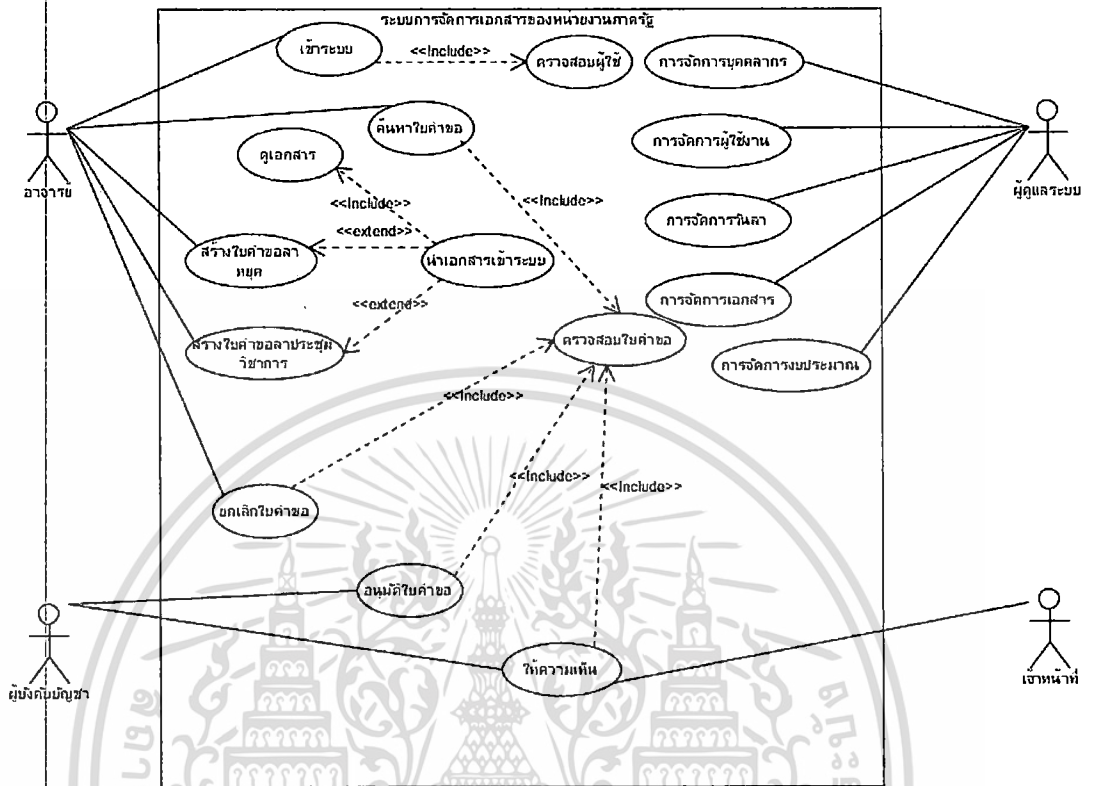 ระบบการจัดการเอกสารของหน่วยงานภาครัฐ
เข้าระบบ
<<Include>>
ตรวจสอบผู้ใช้
การจัดการบุคคลากร
ค้นหาใบคำขอ
การจัดการผู้ใช้งาน
ดูเอกสาร
อาจารย์
ผู้ดูแลระบบ
<<Include>>
<<Include>>
การจัดการวันลา
<<extend>>
สร้างใบคำขอลา
หยุด
นำเอกสารเข้าระบบ
<<extend>>
การจัดการเอกสาร
สร้างใบคำขอลาประชุม
วิชาการ
ตรวจสอบใบคำขอ
การจัดการงบประมาณ
<<Include>>
<<Include>>
<<Include>>
ยกเลิกใบคำขอ
อนุมัติใบคำขอ
ให้ความเห็น
ผู้บังคับบัญชา
เจ้าหน้าที่